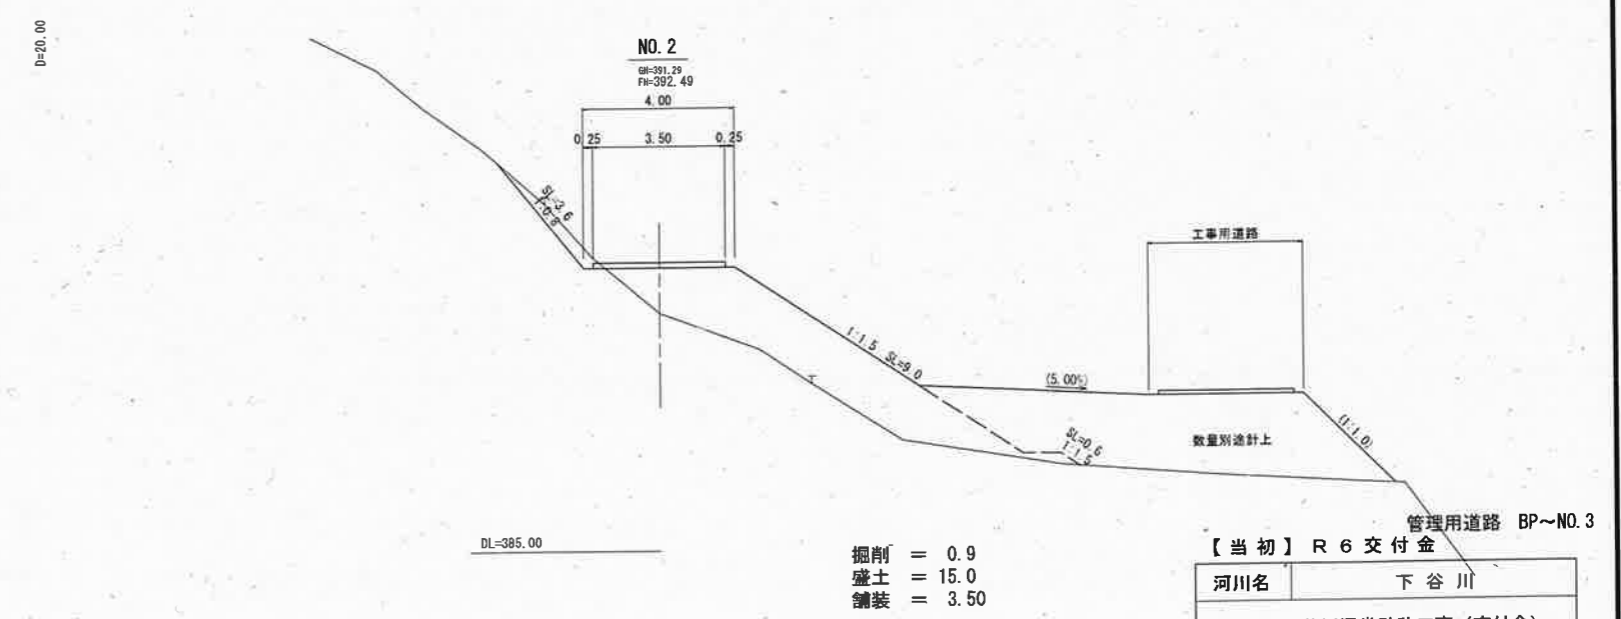 D=20.00
NO. 2
GH=391.29
FH=392.49
4.00
0.25 3.50 0.25
SL=3.6
1:0.8
工事用道路
1:1.5 SL=9.0
(5.00%)
SL=0.6
1:1.5
数量別途計上
(1:1.0)
DL=385.00
掘削 = 0.9
盛土 = 15.0
舗装 = 3.50
管理用道路 BP~NO.3
【当初】R6交付金
河川名 下谷川